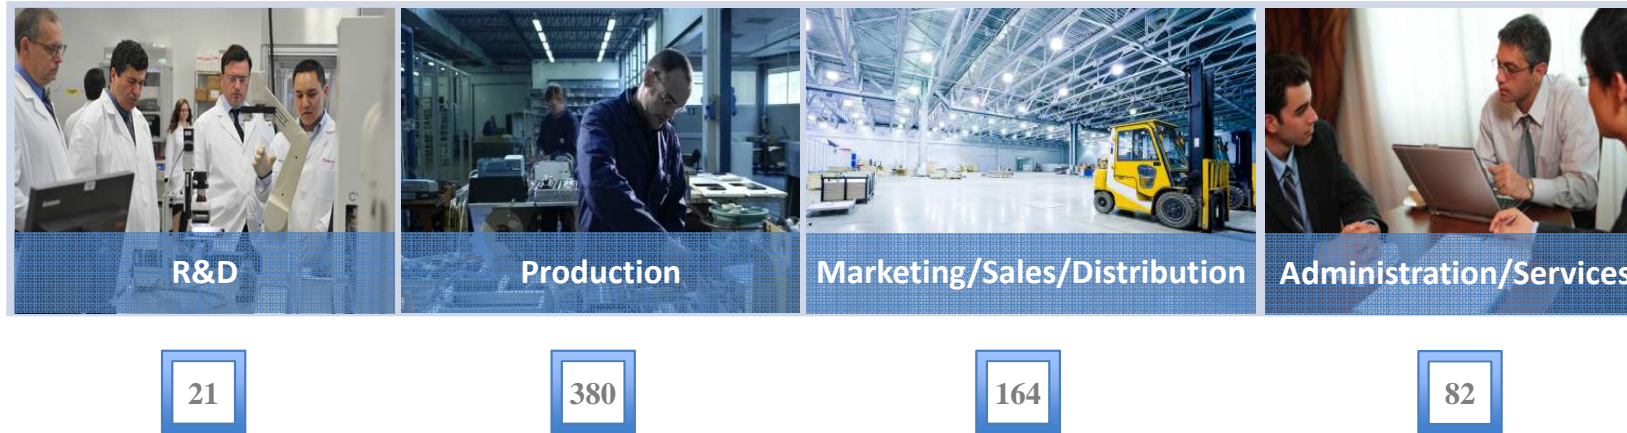 R&D
Production
Marketing/Sales/Distribution
Administration/Services
21
380
164
82